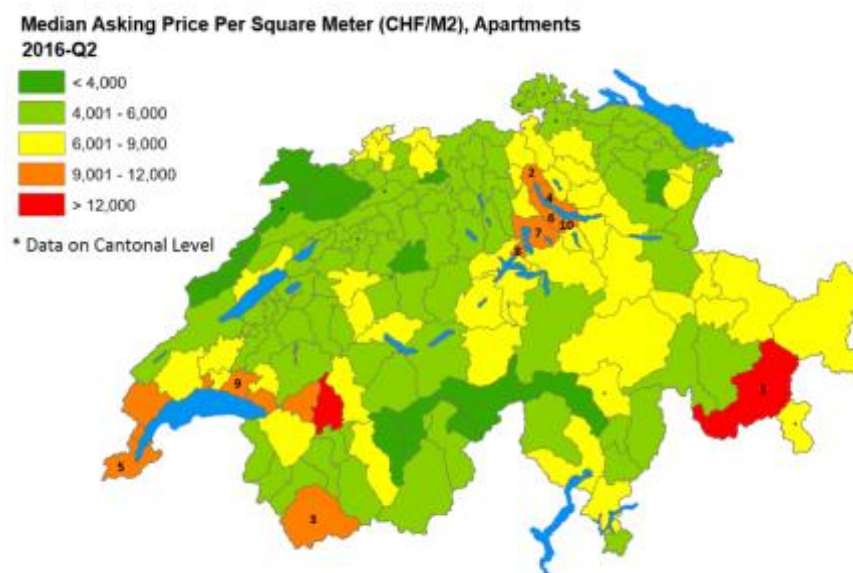 Median Asking Price Per Square Meter (CHF/M2), Apartments
2016-Q2
< 4,000
4,001 - 6,000
6,001 - 9,000
9,001 - 12,000
> 12,000
* Data on Cantonal Level
2
4
6
10
7
8
9
1
5
3